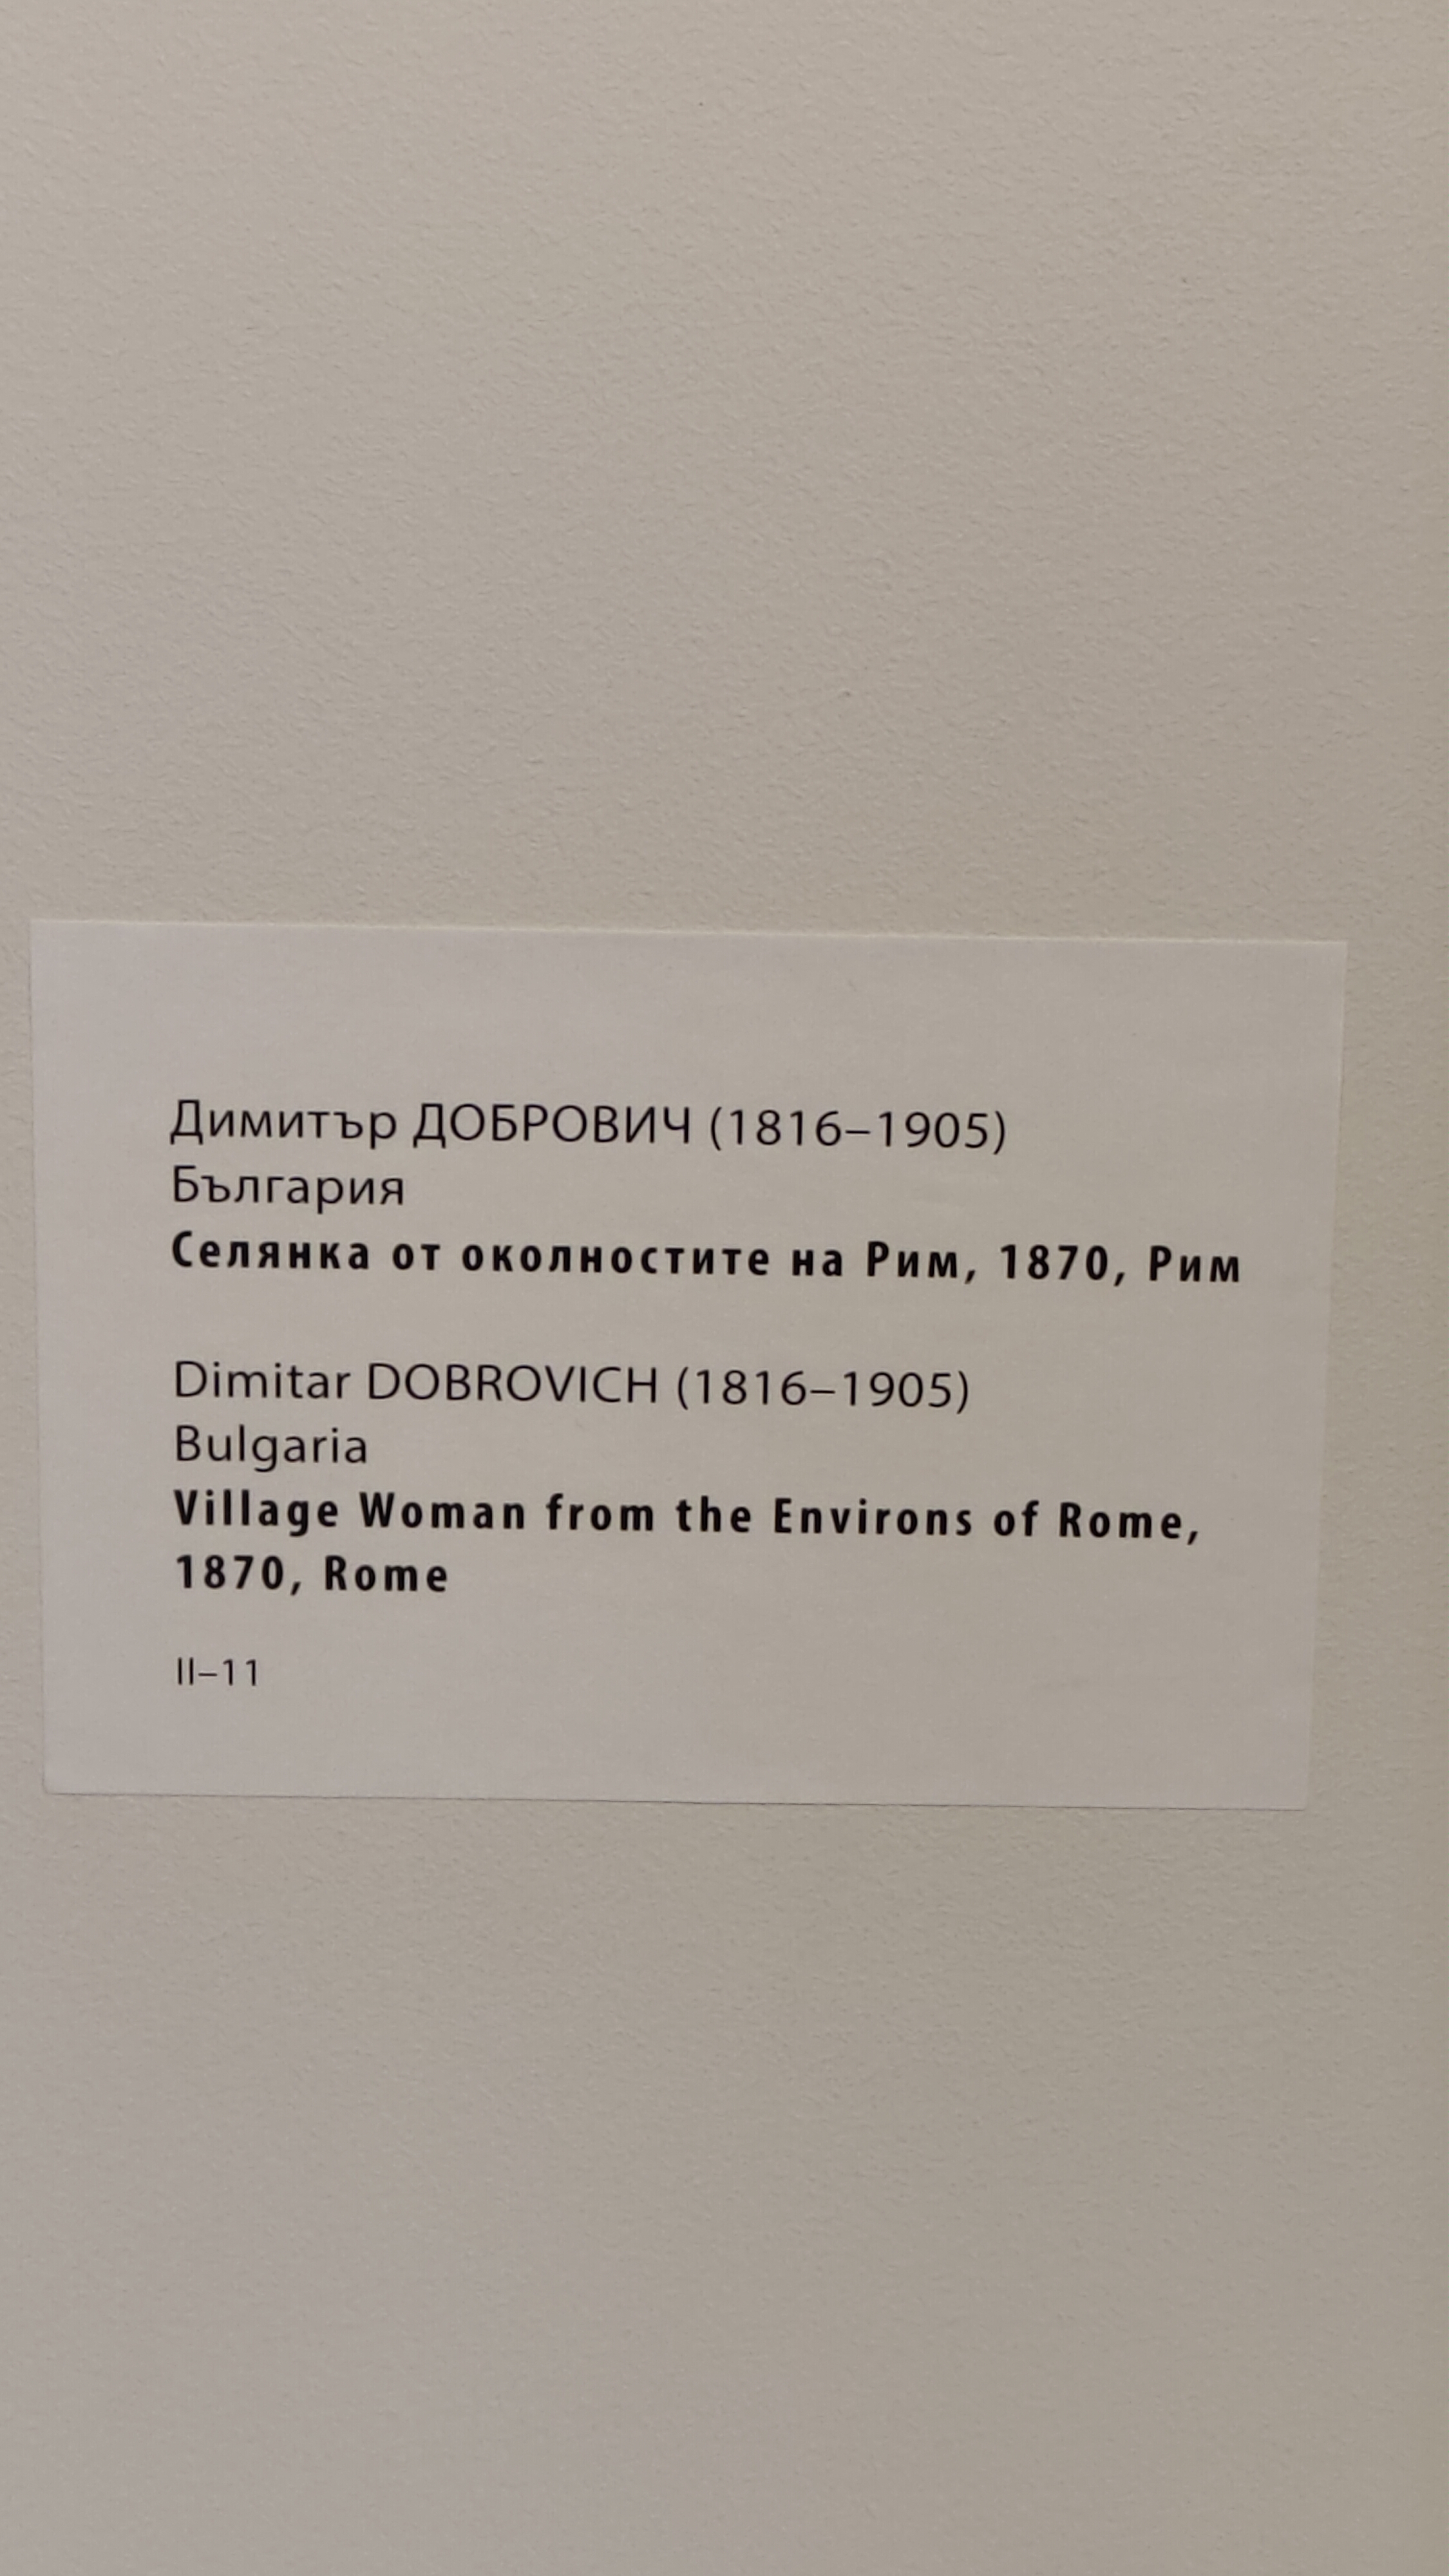 Димитър ДОБРОВИЧ (1816–1905)
България
Селянка от околностите на Рим, 1870, Рим
Dimitar DOBROVICH (1816–1905)
Bulgaria
Village Woman from the Environs of Rome,
1870, Rome
II–11